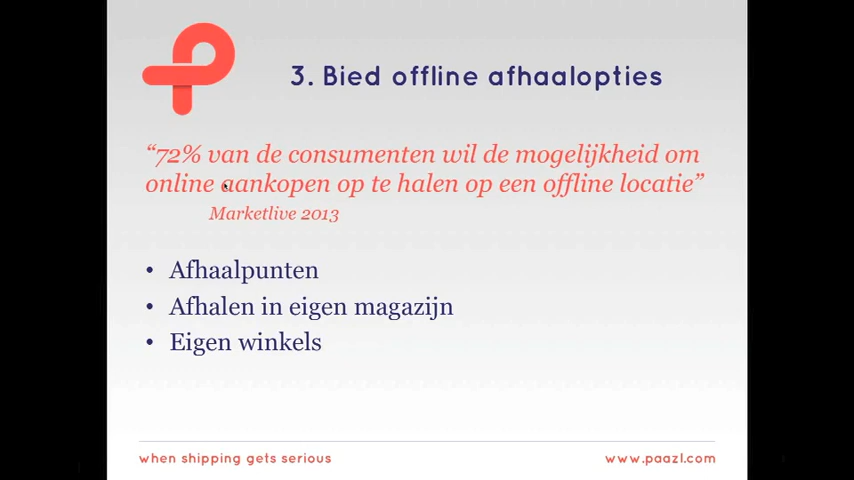 3. Bied offline afhaalopties
“72% van de consumenten wil de mogelijkheid om
online aankopen op te halen op een offline locatie”
Marketlive 2013
• Afhaalpunten
• Afhalen in eigen magazijn
• Eigen winkels
when shipping gets serious
www.paazl.com